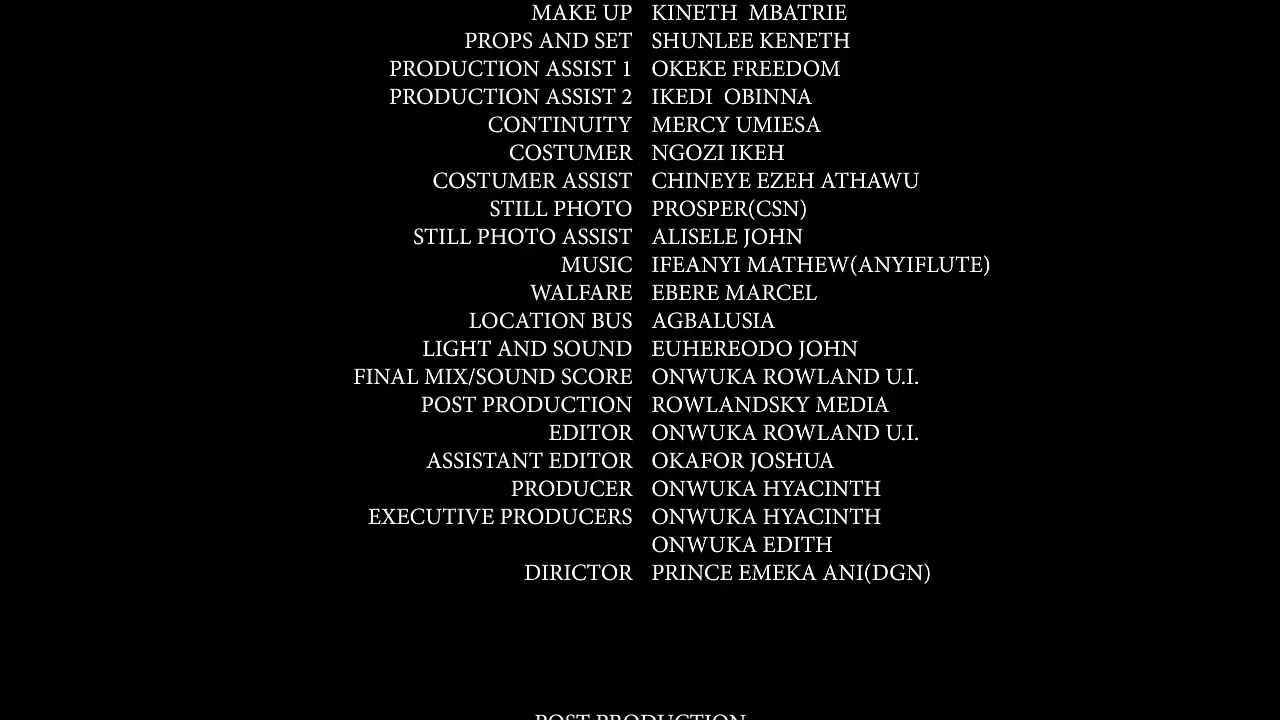 MAKE UP KINETH MBATRIE
PROPS AND SET SHUNLEE KENETH
PRODUCTION ASSIST 1 OKEKE FREEDOM
PRODUCTION ASSIST 2 IKEDI OBINNA
CONTINUITY MERCY UMIESA
COSTUMER NGOZI IKEH
COSTUMER ASSIST CHINEYE EZEH ATHAWU
STILL PHOTO PROSPER(CSN)
STILL PHOTO ASSIST ALISELE JOHN
MUSIC IFEANYI MATHEW(ANYIFLUTE)
WALFARE EBERE MARCEL
LOCATION BUS AGBALUSIA
LIGHT AND SOUND EUHEREODO JOHN
FINAL MIX/SOUND SCORE ONWUKA ROWLAND U.I.
POST PRODUCTION ROWLANDSKY MEDIA
EDITOR ONWUKA ROWLAND U.I.
ASSISTANT EDITOR OKAFOR JOSHUA
PRODUCER ONWUKA HYACINTH
EXECUTIVE PRODUCERS ONWUKA HYACINTH
ONWUKA EDITH
DIRICTOR PRINCE EMEKA ANI(DGN)
POST PRODUCTION